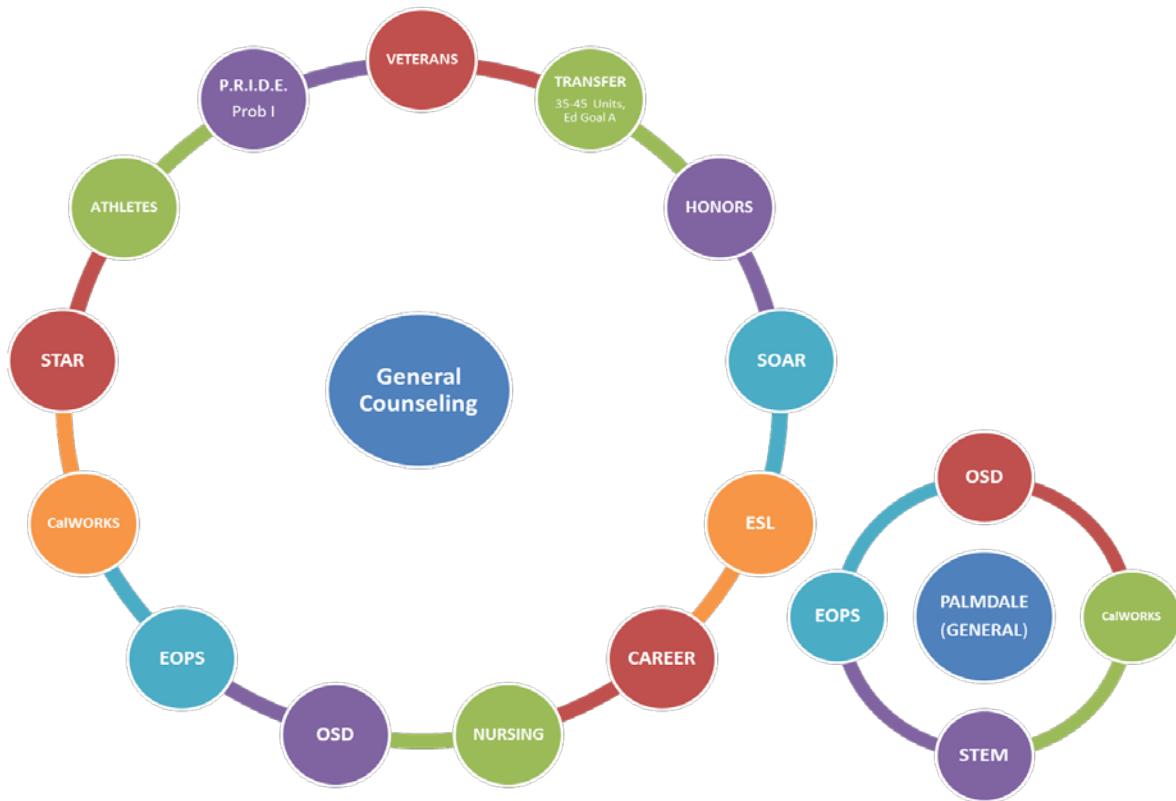 VETERANS
TRANSFER
35-45 Units,
Ed Goal A
HONORS
SOAR
ESL
CAREER
NURSING
OSD
EOPS
CalWORKS
STAR
ATHLETES
P.R.I.D.E.
Prob I
General
Counseling
OSD
CalWORKS
STEM
EOPS
PALMDALE
(GENERAL)